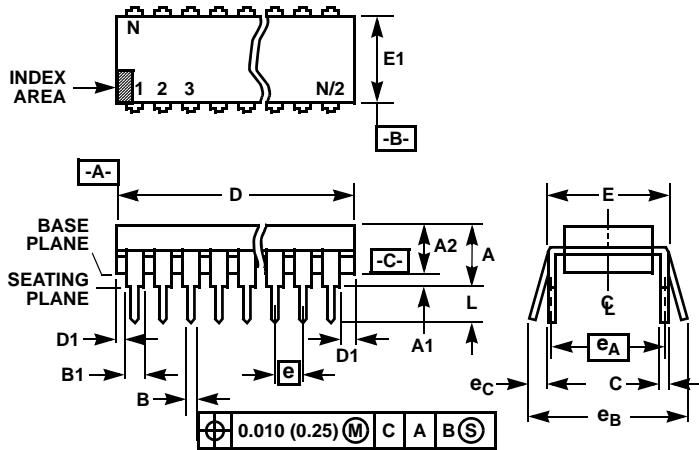 N
E1
INDEX
AREA
1 2 3 N/2
-B-
-A-
D
E
BASE
PLANE
A2 A
-C-
SEATING
PLANE
L
℄
D1
A1
D1
eA
B1
e
eC
C
B
eB
⌖ 0.010 (0.25) Ⓜ C A B Ⓢ